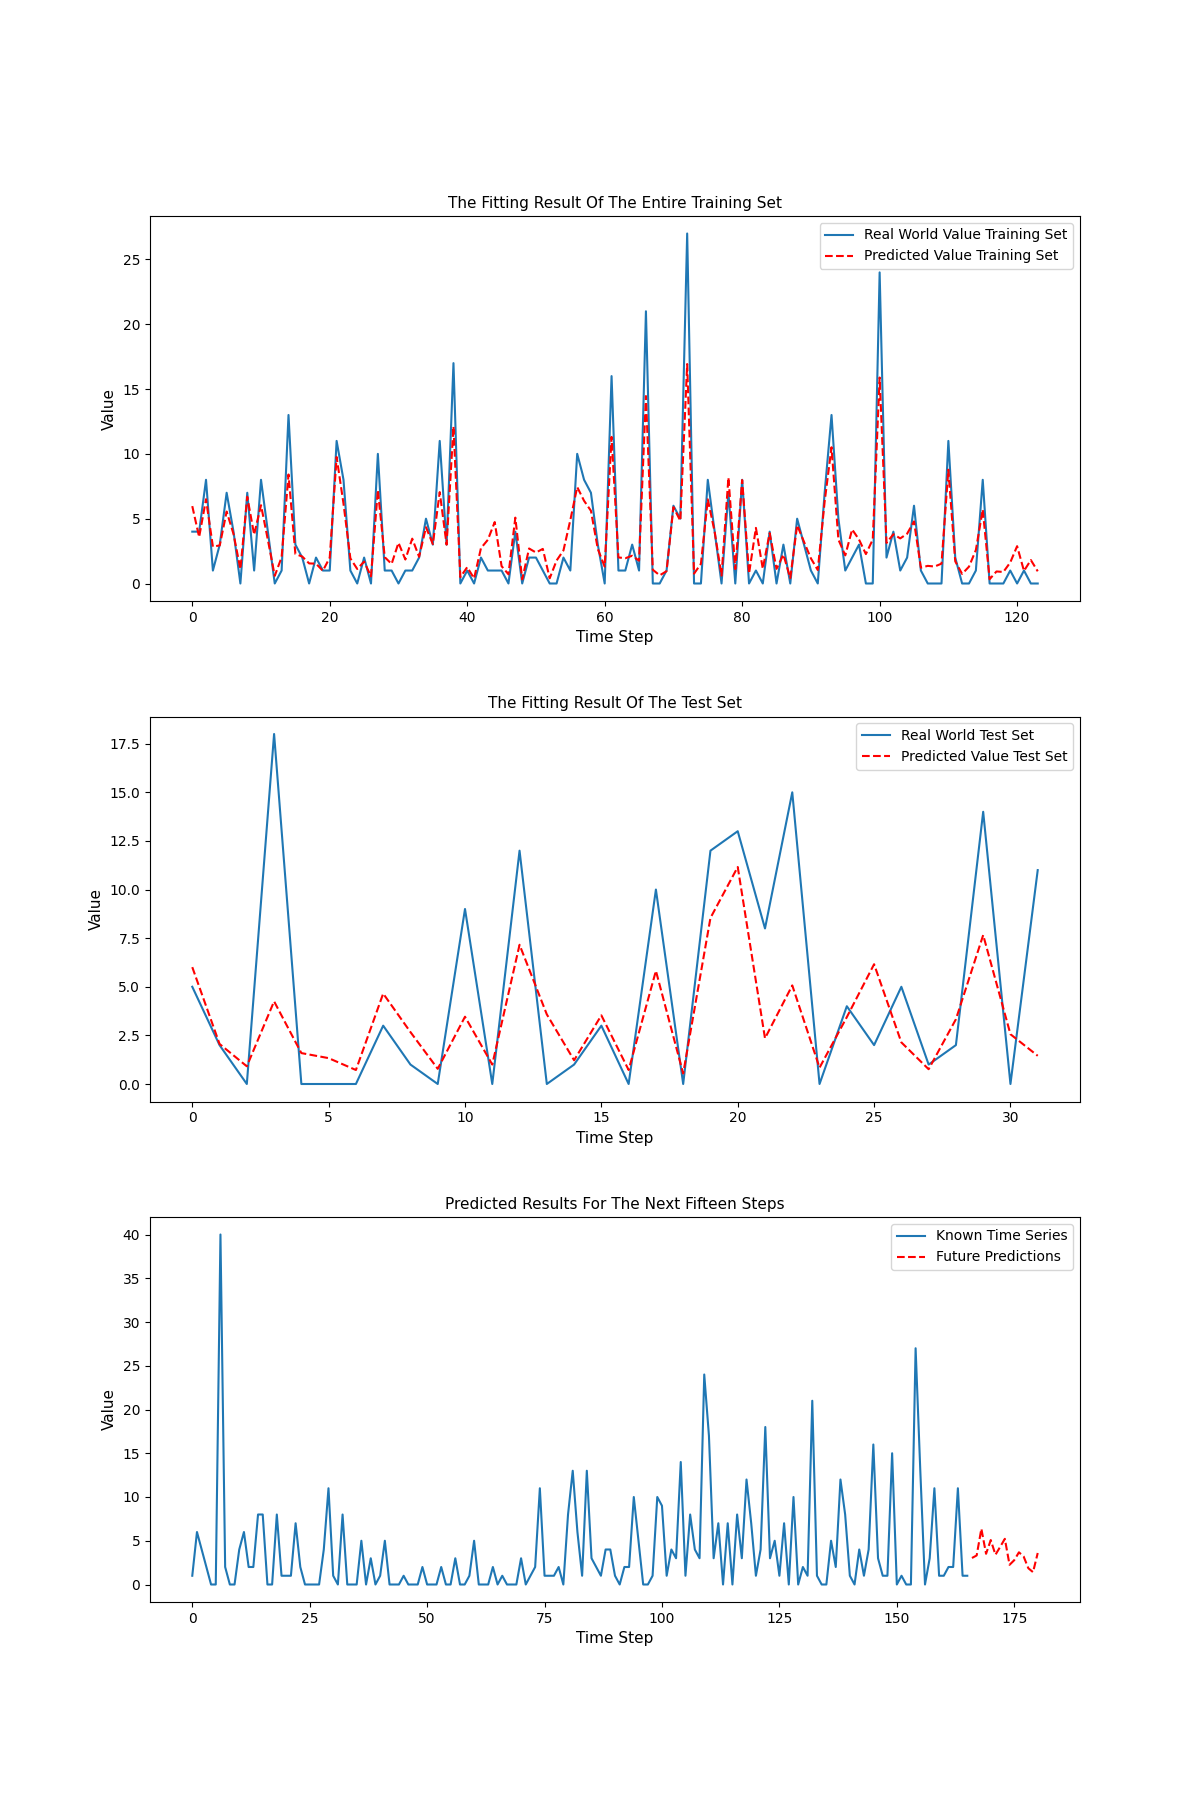 The Fitting Result Of The Entire Training Set
Real World Value Training Set
Predicted Value Training Set
Value
25
20
15
10
5
0
0 20 40 60 80 100 120
Time Step
The Fitting Result Of The Test Set
Real World Test Set
Predicted Value Test Set
Value
17.5
15.0
12.5
10.0
7.5
5.0
2.5
0.0
0 5 10 15 20 25 30
Time Step
Predicted Results For The Next Fifteen Steps
Known Time Series
Future Predictions
Value
40
35
30
25
20
15
10
5
0
0 25 50 75 100 125 150 175
Time Step